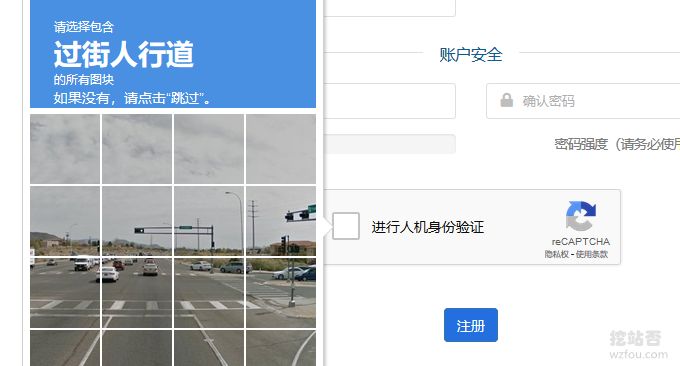 请选择包含
过街人行道
的所有图块
如果没有，请点击“跳过”。
账户安全
确认密码
密码强度（请务必使用
进行人机身份验证
reCAPTCHA
隐私权 - 使用条款
注册
挖站否
wzfou.com